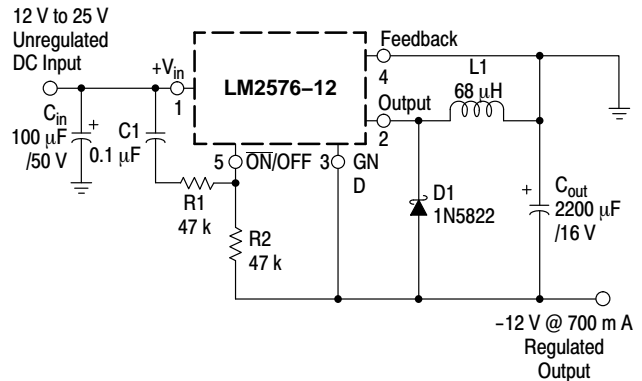 12 V to 25 V
Unregulated
DC Input
+Vin
1
LM2576–12
Feedback
4
L1
68 µH
Output
2
Cin
100 µF
/50 V
+
C1
0.1 µF
5
ON/OFF
3
GN
D
R1
47 k
R2
47 k
D1
1N5822
+
Cout
2200 µF
/16 V
–12 V @ 700 m A
Regulated
Output